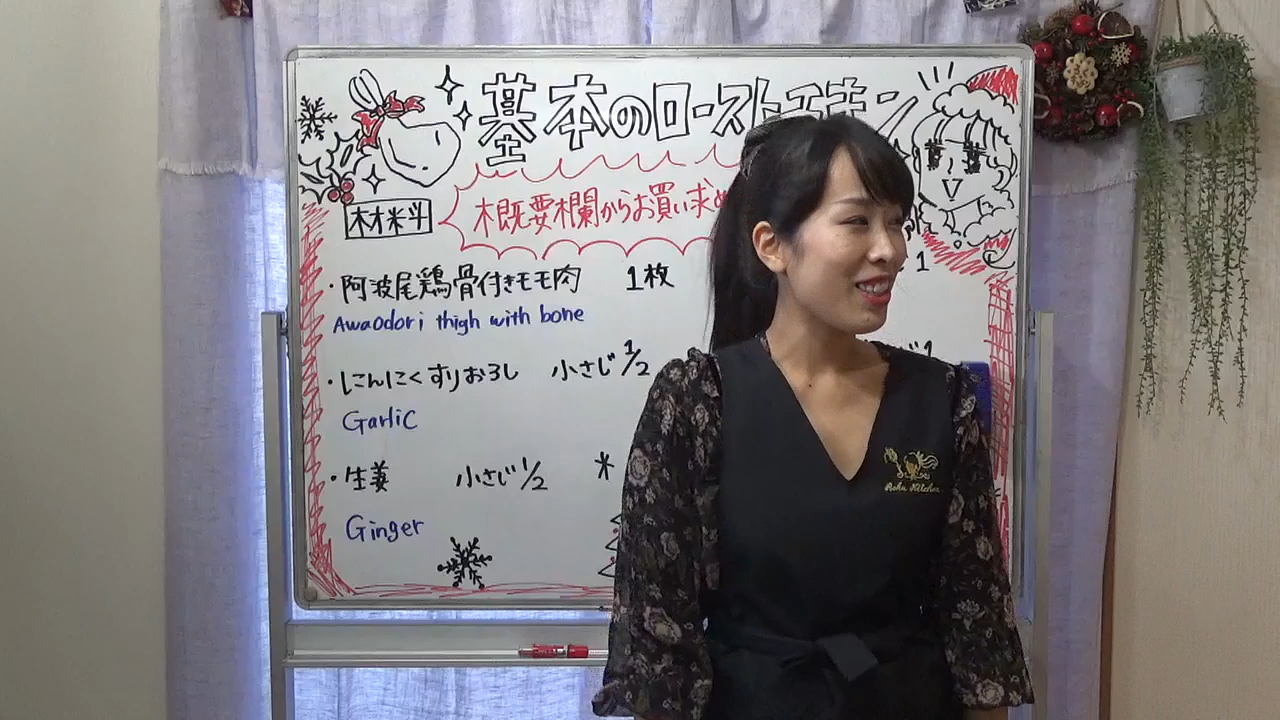 基本のローストチキン
材料
概要欄からお買い求め
・阿波尾鶏骨付きモモ肉 1枚
Awaodori thigh with bone
・にんにくすりおろし 小さじ1/2
Garlic
・生姜 小さじ1/2
Ginger
1
じ1